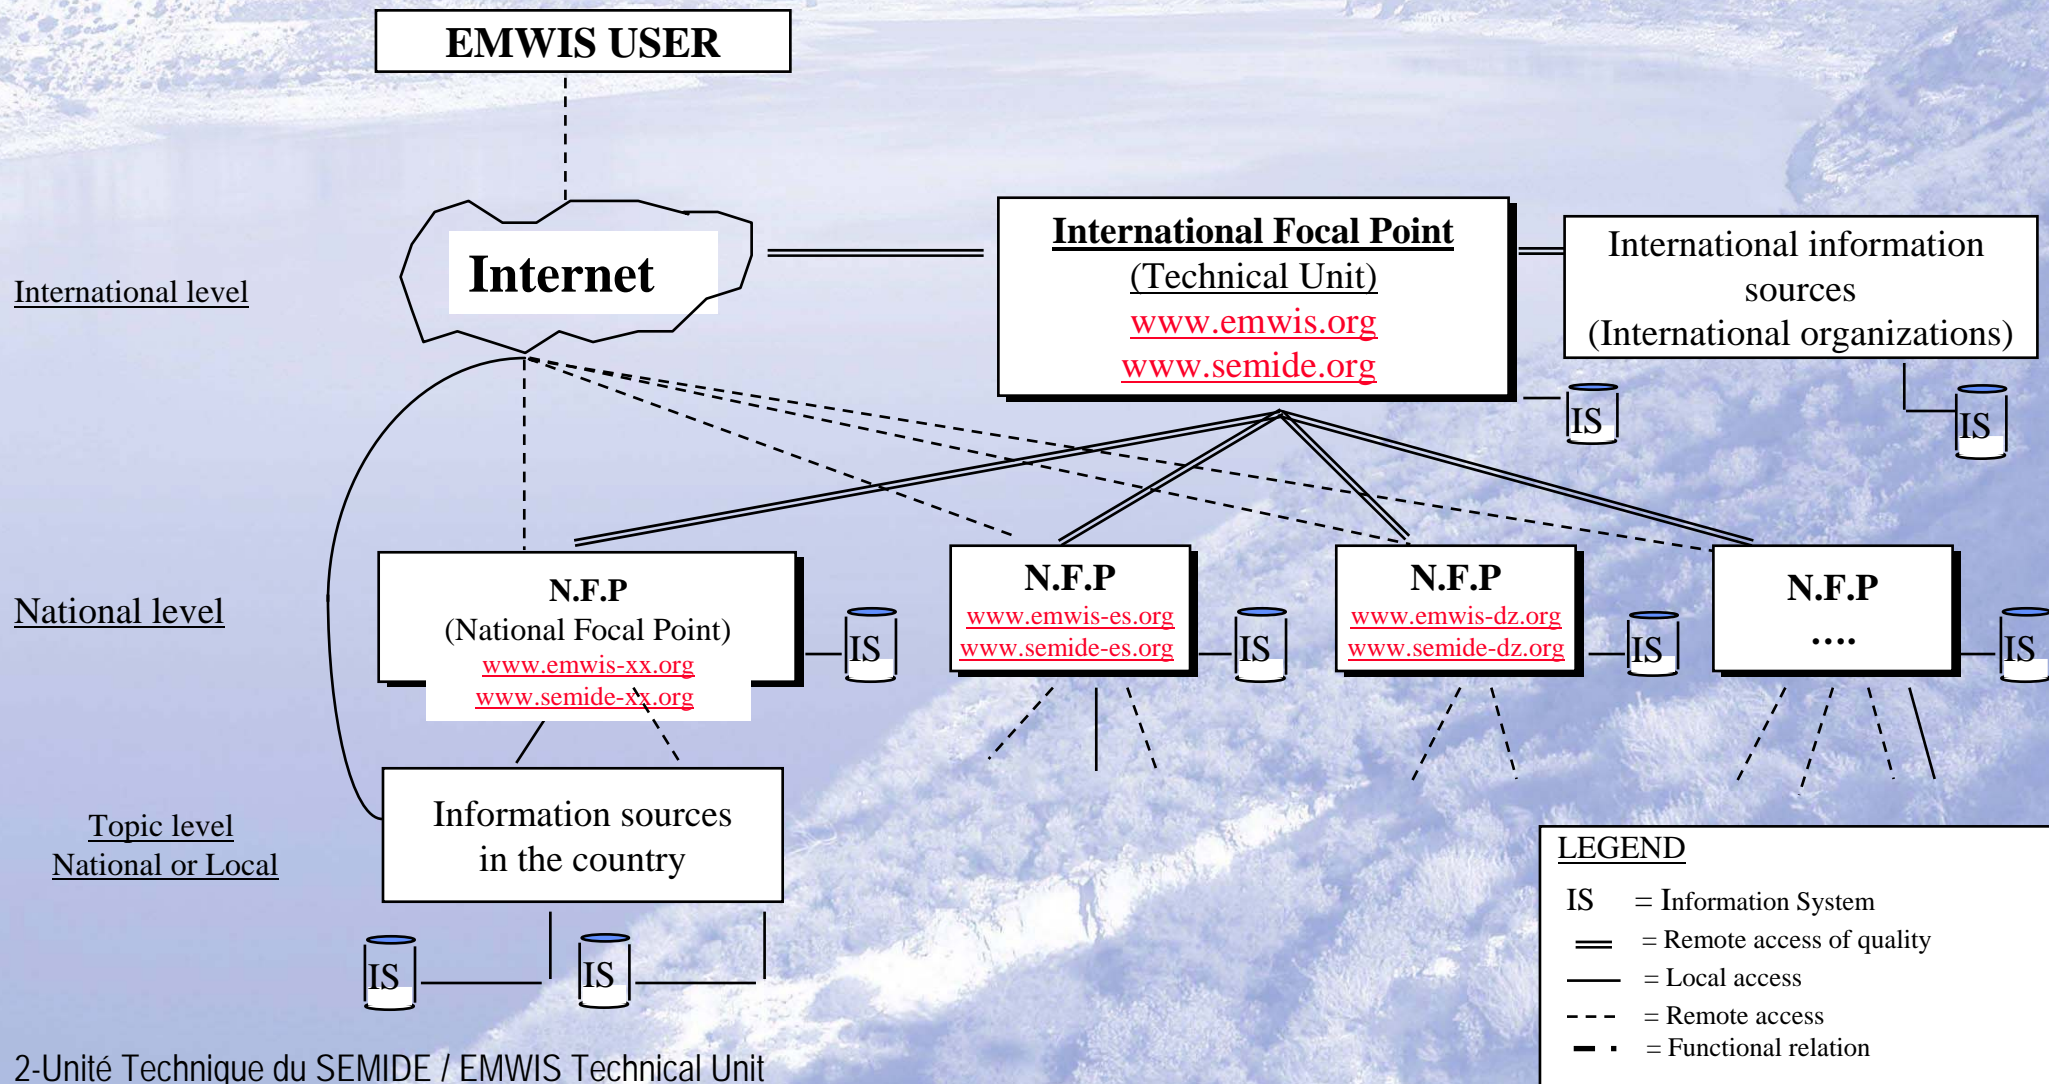 EMWIS USER
Internet
International Focal Point
(Technical Unit)
www.emwis.org
www.semide.org
International information
sources
(International organizations)
International level
IS
IS
National level
N.F.P
(National Focal Point)
www.emwis-xx.org
www.semide-xx.org
IS
N.F.P
www.emwis-es.org
www.semide-es.org
IS
N.F.P
www.emwis-dz.org
www.semide-dz.org
IS
N.F.P
....
IS
Topic level
National or Local
Information sources
in the country
IS
IS
LEGEND
IS = Information System
= Remote access of quality
= Local access
= Remote access
= Functional relation
2-Unité Technique du SEMIDE / EMWIS Technical Unit